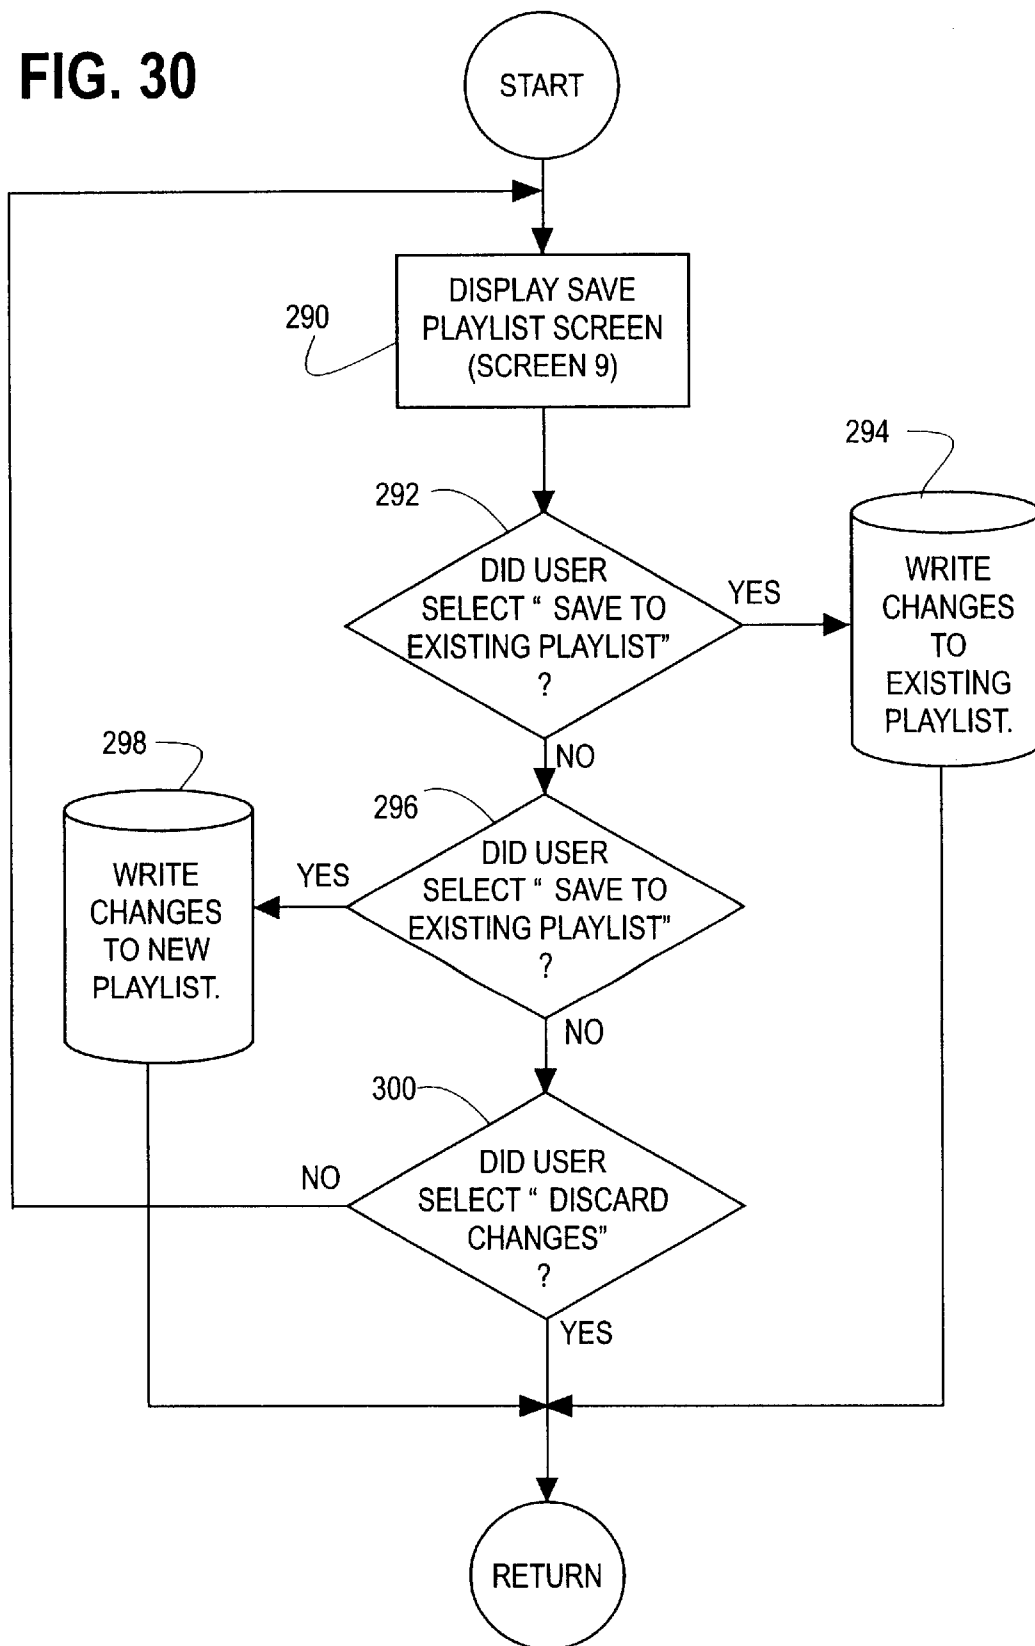 FIG. 30
START
290
DISPLAY SAVE
PLAYLIST SCREEN
(SCREEN 9)
292
DID USER
SELECT “ SAVE TO
EXISTING PLAYLIST”
?
YES
294
WRITE
CHANGES
TO
EXISTING
PLAYLIST.
NO
296
DID USER
SELECT “ SAVE TO
EXISTING PLAYLIST”
?
YES
298
WRITE
CHANGES
TO NEW
PLAYLIST.
NO
300
DID USER
SELECT “ DISCARD
CHANGES”
?
NO
YES
RETURN